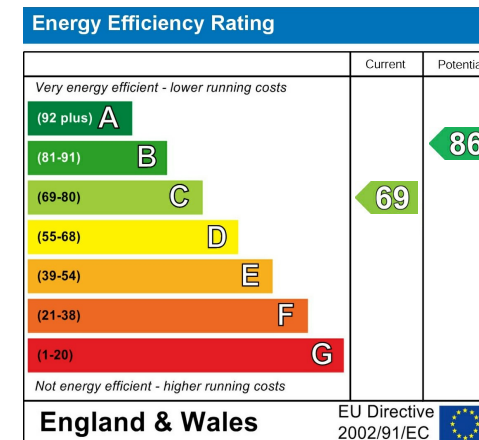 Energy Efficiency Rating
Current Potentia
Very energy efficient - lower running costs
(92 plus) A
(81-91) B
86
(69-80) C
69
(55-68) D
(39-54) E
(21-38) F
(1-20) G
Not energy efficient - higher running costs
England & Wales
EU Directive
2002/91/EC